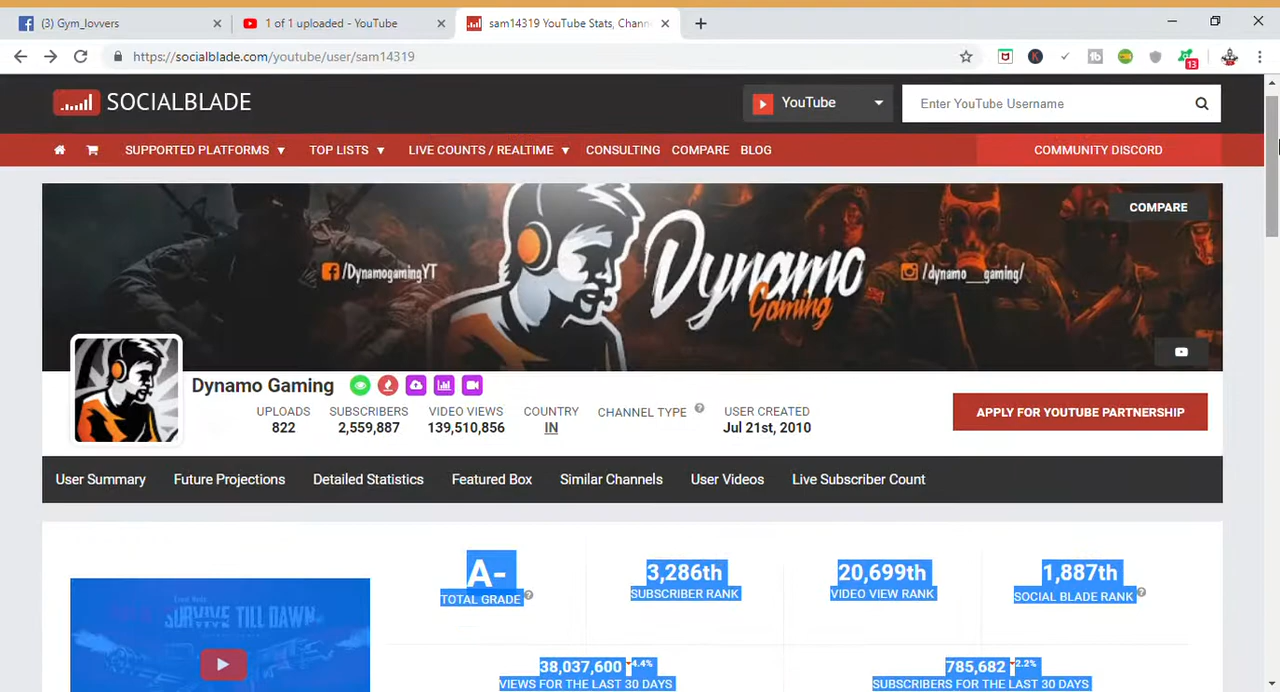 (3) Gym_lovvers
1 of 1 uploaded - YouTube
sam14319 YouTube Stats, Chann
https://socialblade.com/youtube/user/sam14319
13
SOCIALBLADE
YouTube
Enter YouTube Username
SUPPORTED PLATFORMS
TOP LISTS
LIVE COUNTS / REALTIME
CONSULTING
COMPARE
BLOG
COMMUNITY DISCORD
COMPARE
/DynamogamingYT
Dynamo
Gaming
/dynamo__gaming/
Dynamo Gaming
UPLOADS
822
SUBSCRIBERS
2,559,887
VIDEO VIEWS
139,510,856
COUNTRY
IN
CHANNEL TYPE
USER CREATED
Jul 21st, 2010
APPLY FOR YOUTUBE PARTNERSHIP
User Summary
Future Projections
Detailed Statistics
Featured Box
Similar Channels
User Videos
Live Subscriber Count
SURVIVE TILL DAWN
A-
TOTAL GRADE
3,286th
SUBSCRIBER RANK
20,699th
VIDEO VIEW RANK
1,887th
SOCIAL BLADE RANK
38,037,600 4.4%
VIEWS FOR THE LAST 30 DAYS
785,682 2.2%
SUBSCRIBERS FOR THE LAST 30 DAYS